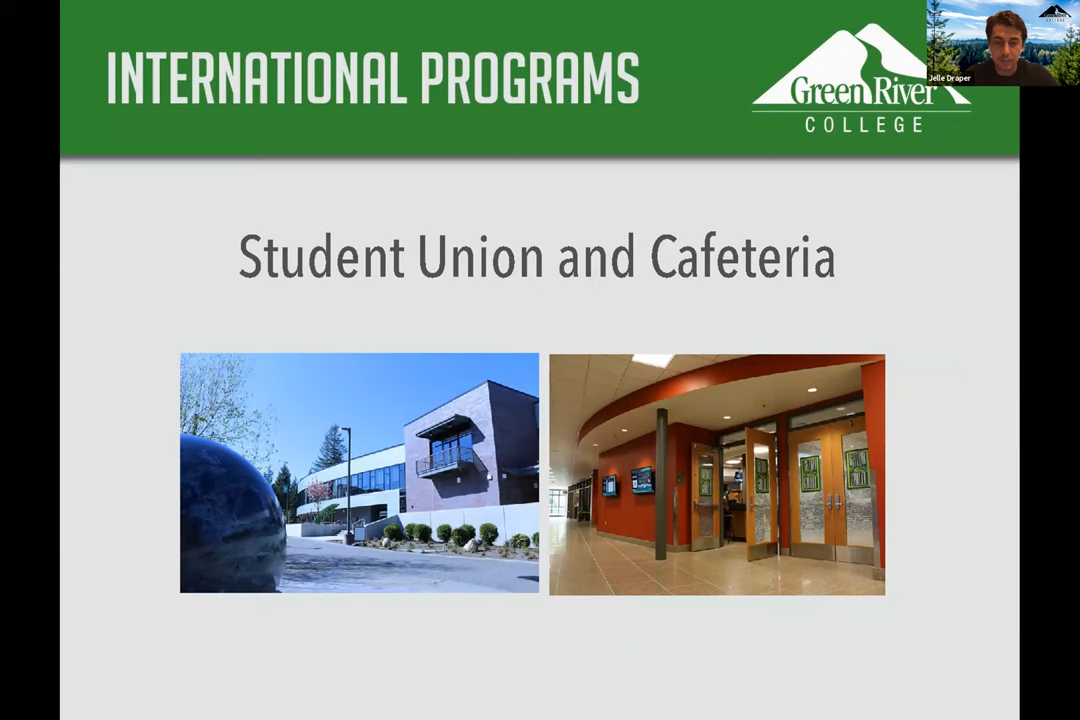 INTERNATIONAL PROGRAMS
Green River
COLLEGE
Jelle Draper
Student Union and Cafeteria